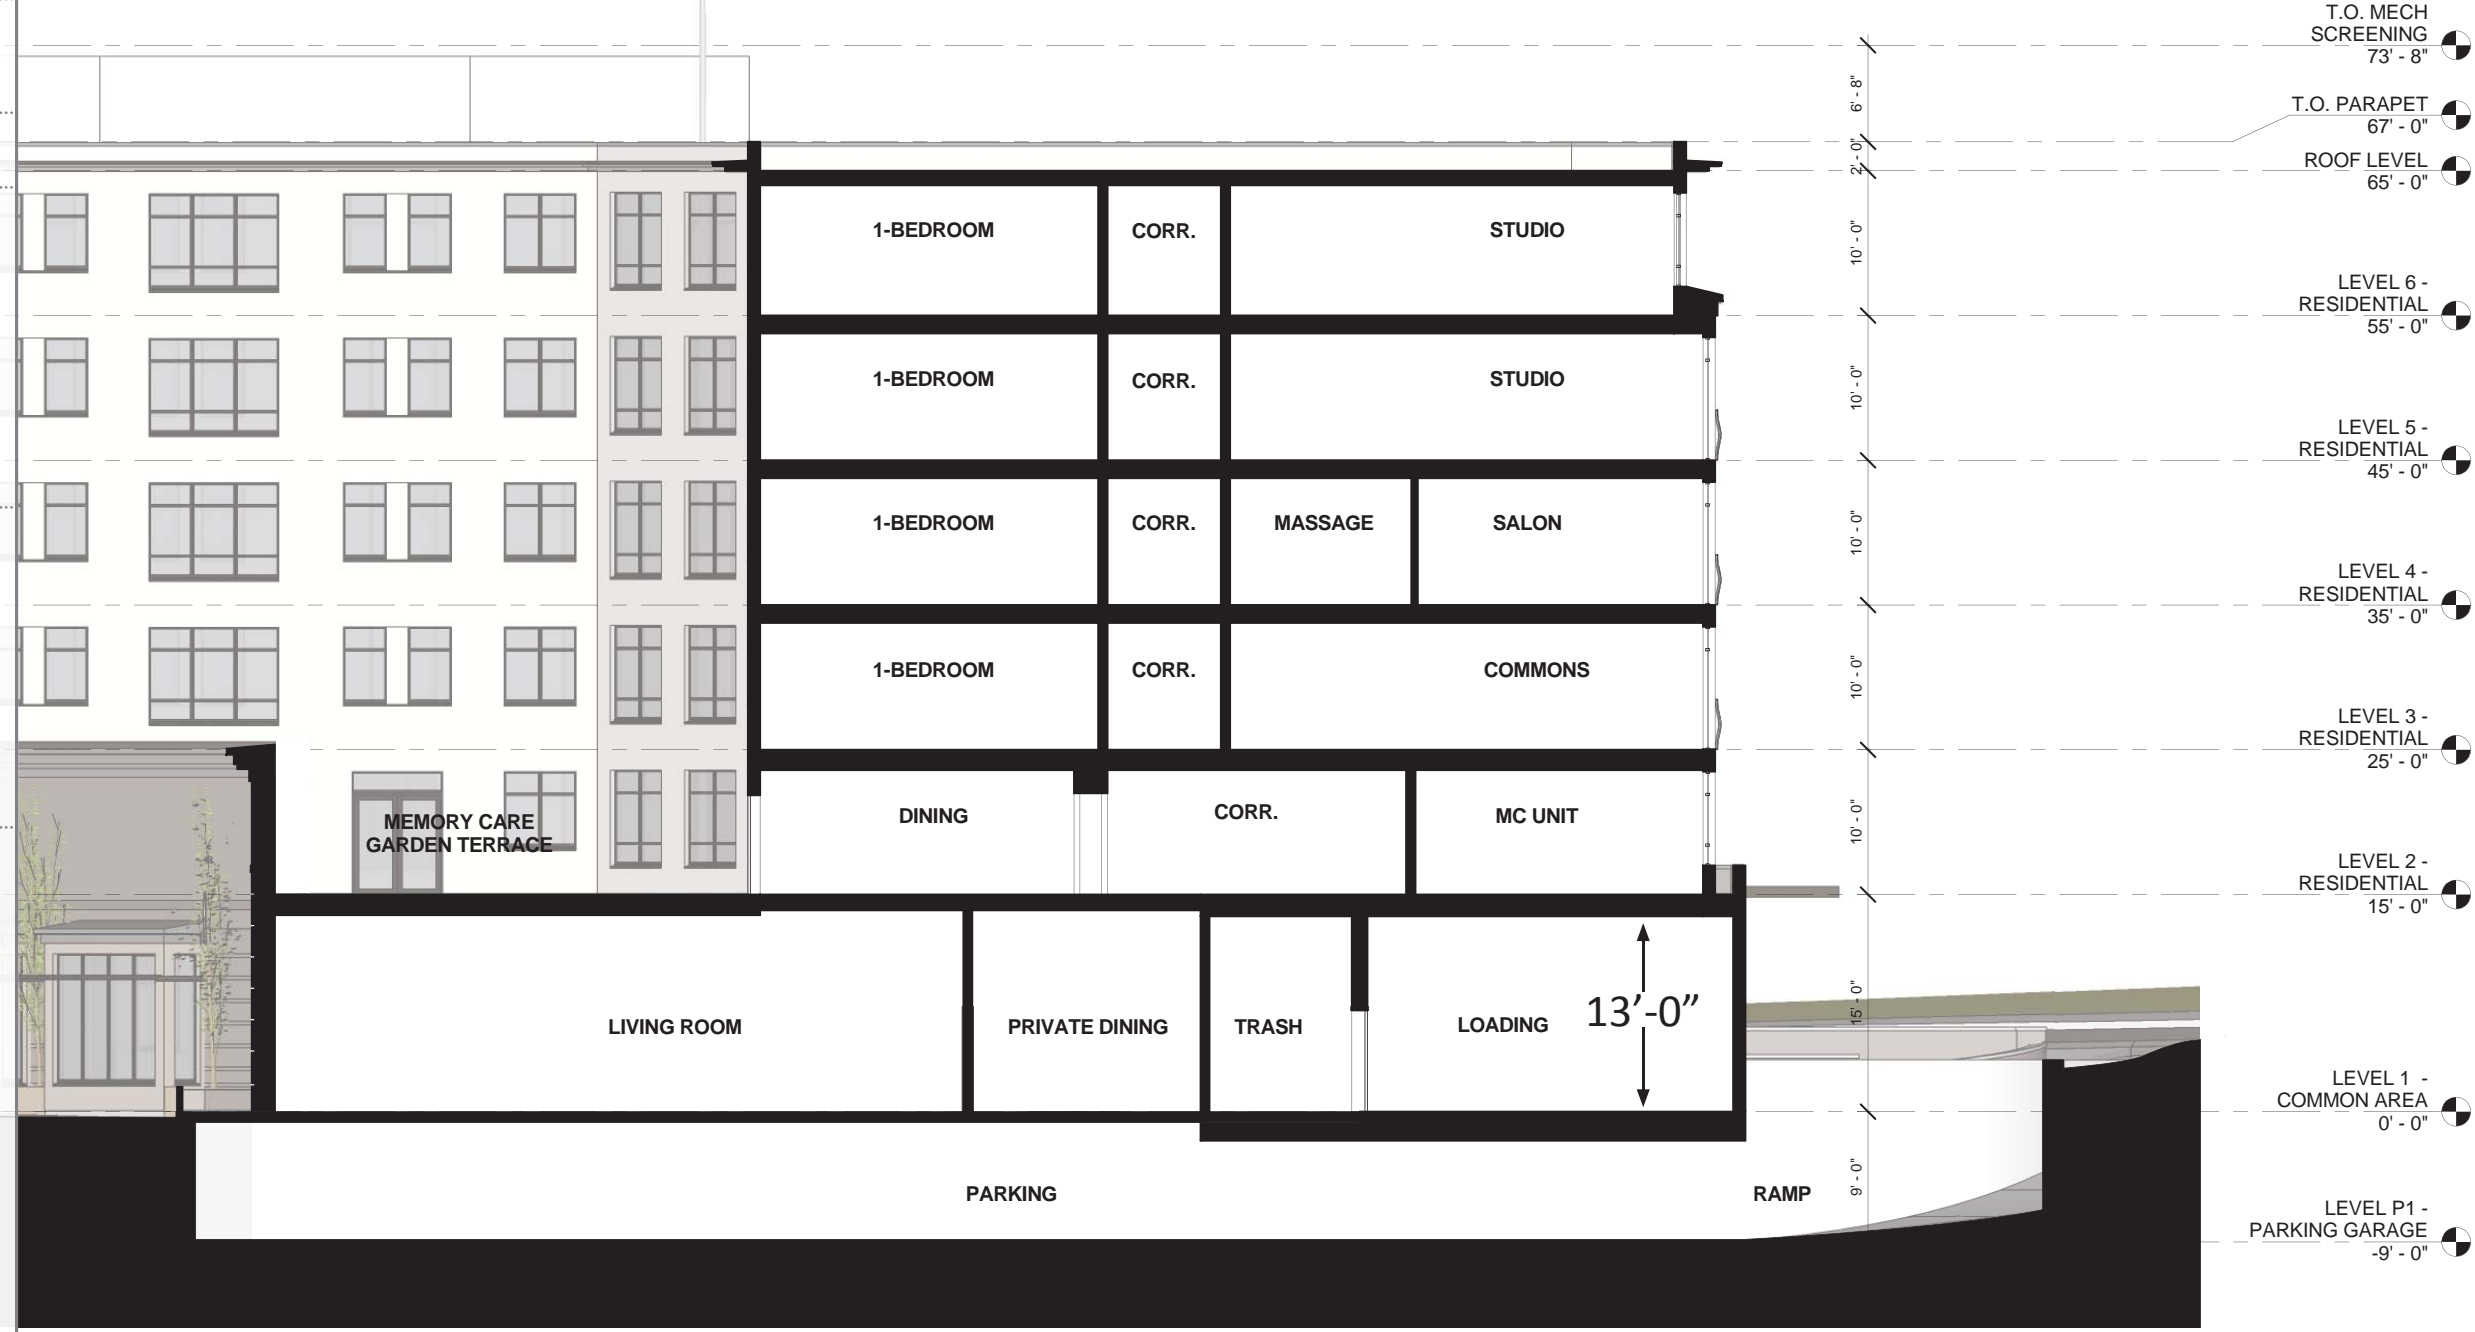 T.O. MECH
SCREENING
73' - 8"
6' - 8"
T.O. PARAPET
67' - 0"
2' - 0"
ROOF LEVEL
65' - 0"
1-BEDROOM
CORR.
STUDIO
10' - 0"
LEVEL 6 -
RESIDENTIAL
55' - 0"
1-BEDROOM
CORR.
STUDIO
10' - 0"
LEVEL 5 -
RESIDENTIAL
45' - 0"
1-BEDROOM
CORR.
MASSAGE
SALON
10' - 0"
LEVEL 4 -
RESIDENTIAL
35' - 0"
1-BEDROOM
CORR.
COMMONS
10' - 0"
LEVEL 3 -
RESIDENTIAL
25' - 0"
MEMORY CARE
GARDEN TERRACE
DINING
CORR.
MC UNIT
10' - 0"
LEVEL 2 -
RESIDENTIAL
15' - 0"
LIVING ROOM
PRIVATE DINING
TRASH
LOADING
13’-0”
15' - 0"
LEVEL 1 -
COMMON AREA
0' - 0"
PARKING
RAMP
9' - 0"
LEVEL P1 -
PARKING GARAGE
-9' - 0"